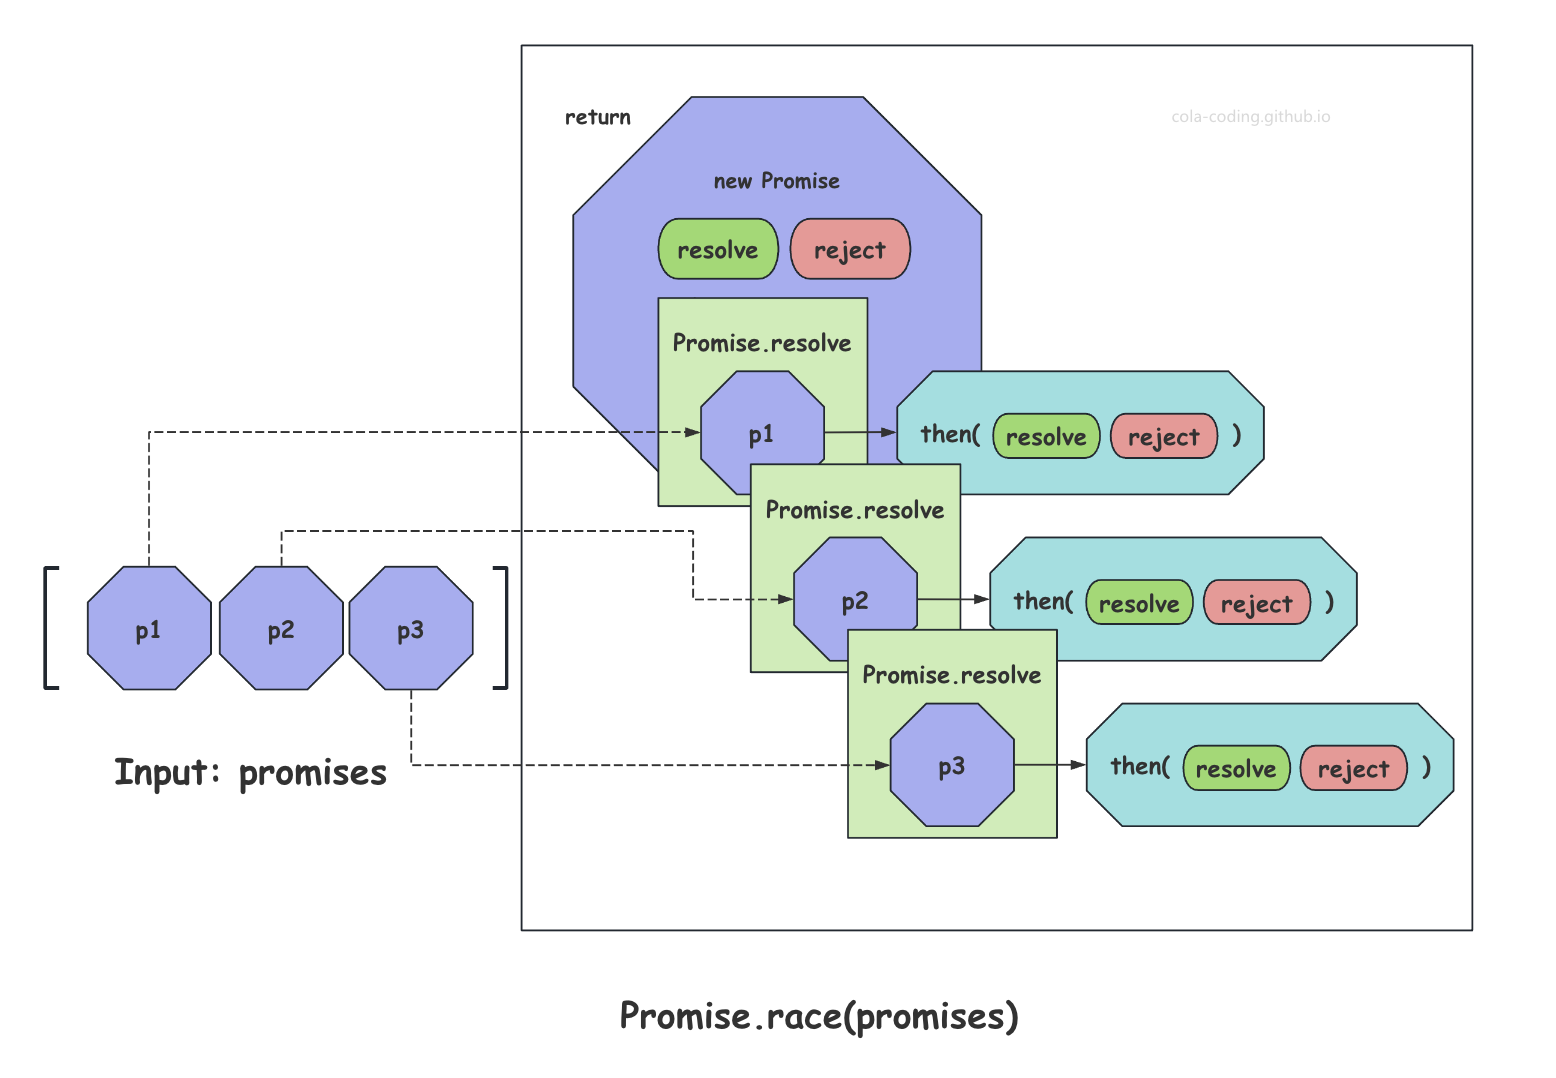 return
cola-coding.github.io
new Promise
resolve reject
Promise.resolve
p1 then( resolve reject )
Promise.resolve
p2 then( resolve reject )
[ p1 p2 p3 ]
Promise.resolve
p3 then( resolve reject )
Input: promises
Promise.race(promises)